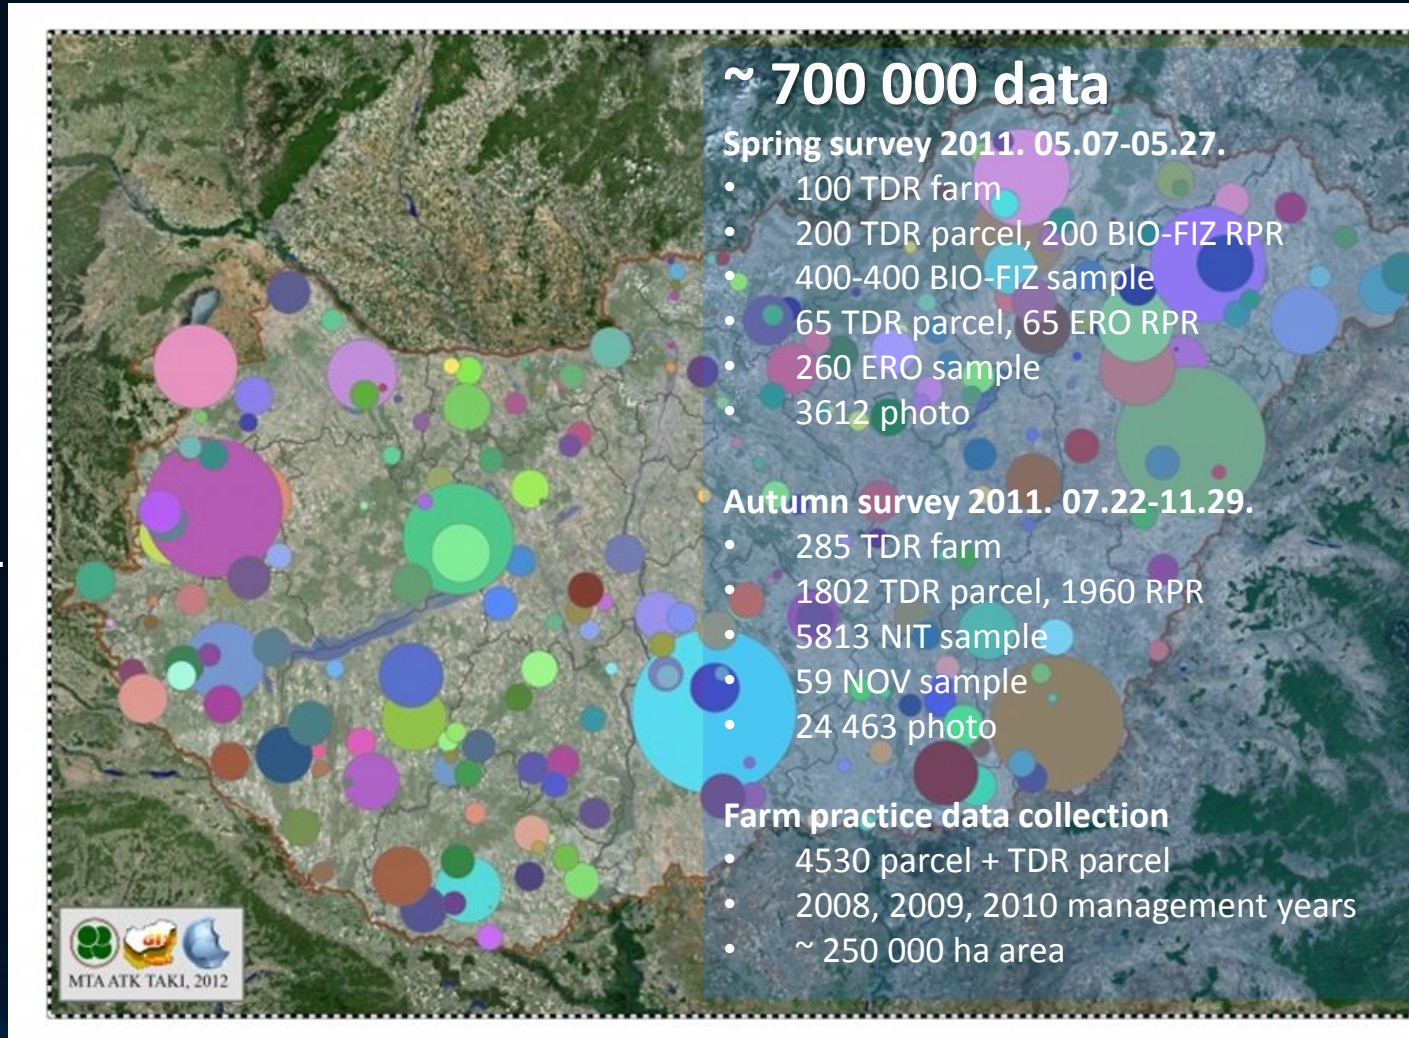 ~ 700 000 data
Spring survey 2011. 05.07-05.27.
• 100 TDR farm
• 200 TDR parcel, 200 BIO-FIZ RPR
• 400-400 BIO-FIZ sample
• 65 TDR parcel, 65 ERO RPR
• 260 ERO sample
• 3612 photo
Autumn survey 2011. 07.22-11.29.
• 285 TDR farm
• 1802 TDR parcel, 1960 RPR
• 5813 NIT sample
• 59 NOV sample
• 24 463 photo
Farm practice data collection
• 4530 parcel + TDR parcel
• 2008, 2009, 2010 management years
• ~ 250 000 ha area
MTA ATK TAKI, 2012